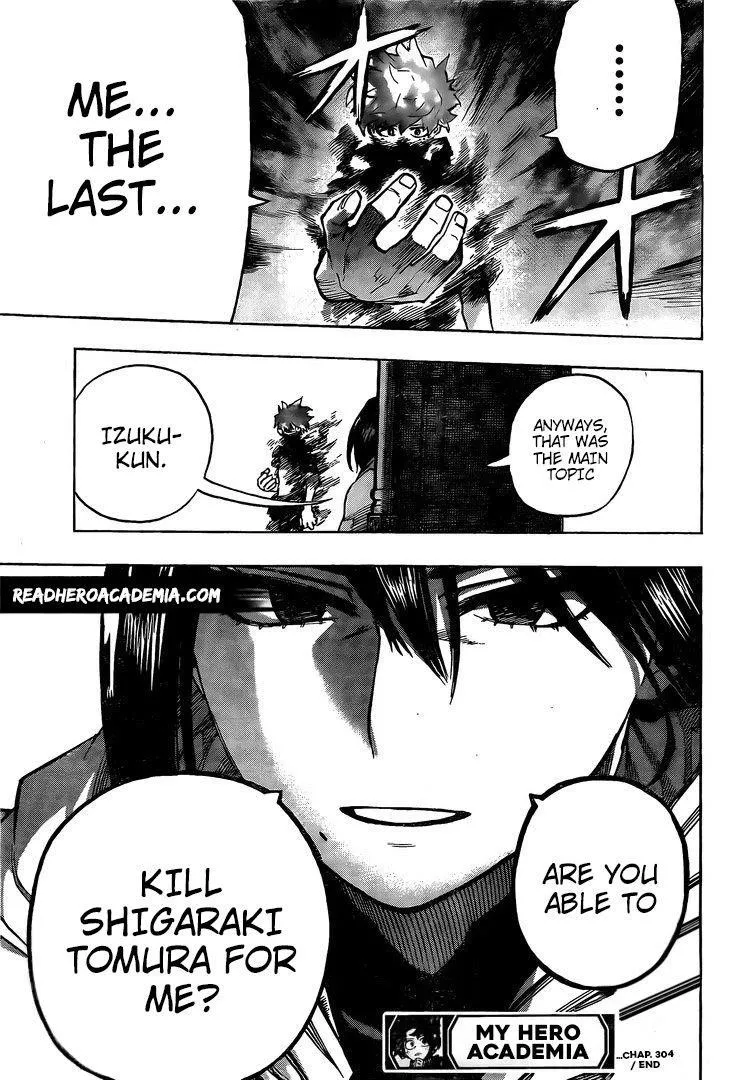 ......
ME...
THE
LAST...
ANYWAYS,
THAT WAS
THE MAIN
TOPIC
IZUKU-
KUN.
READHEROACADEMIA.COM
ARE YOU
ABLE TO
KILL
SHIGARAKI
TOMURA FOR
ME?
MY HERO
ACADEMIA
...CHAP. 304
/ END